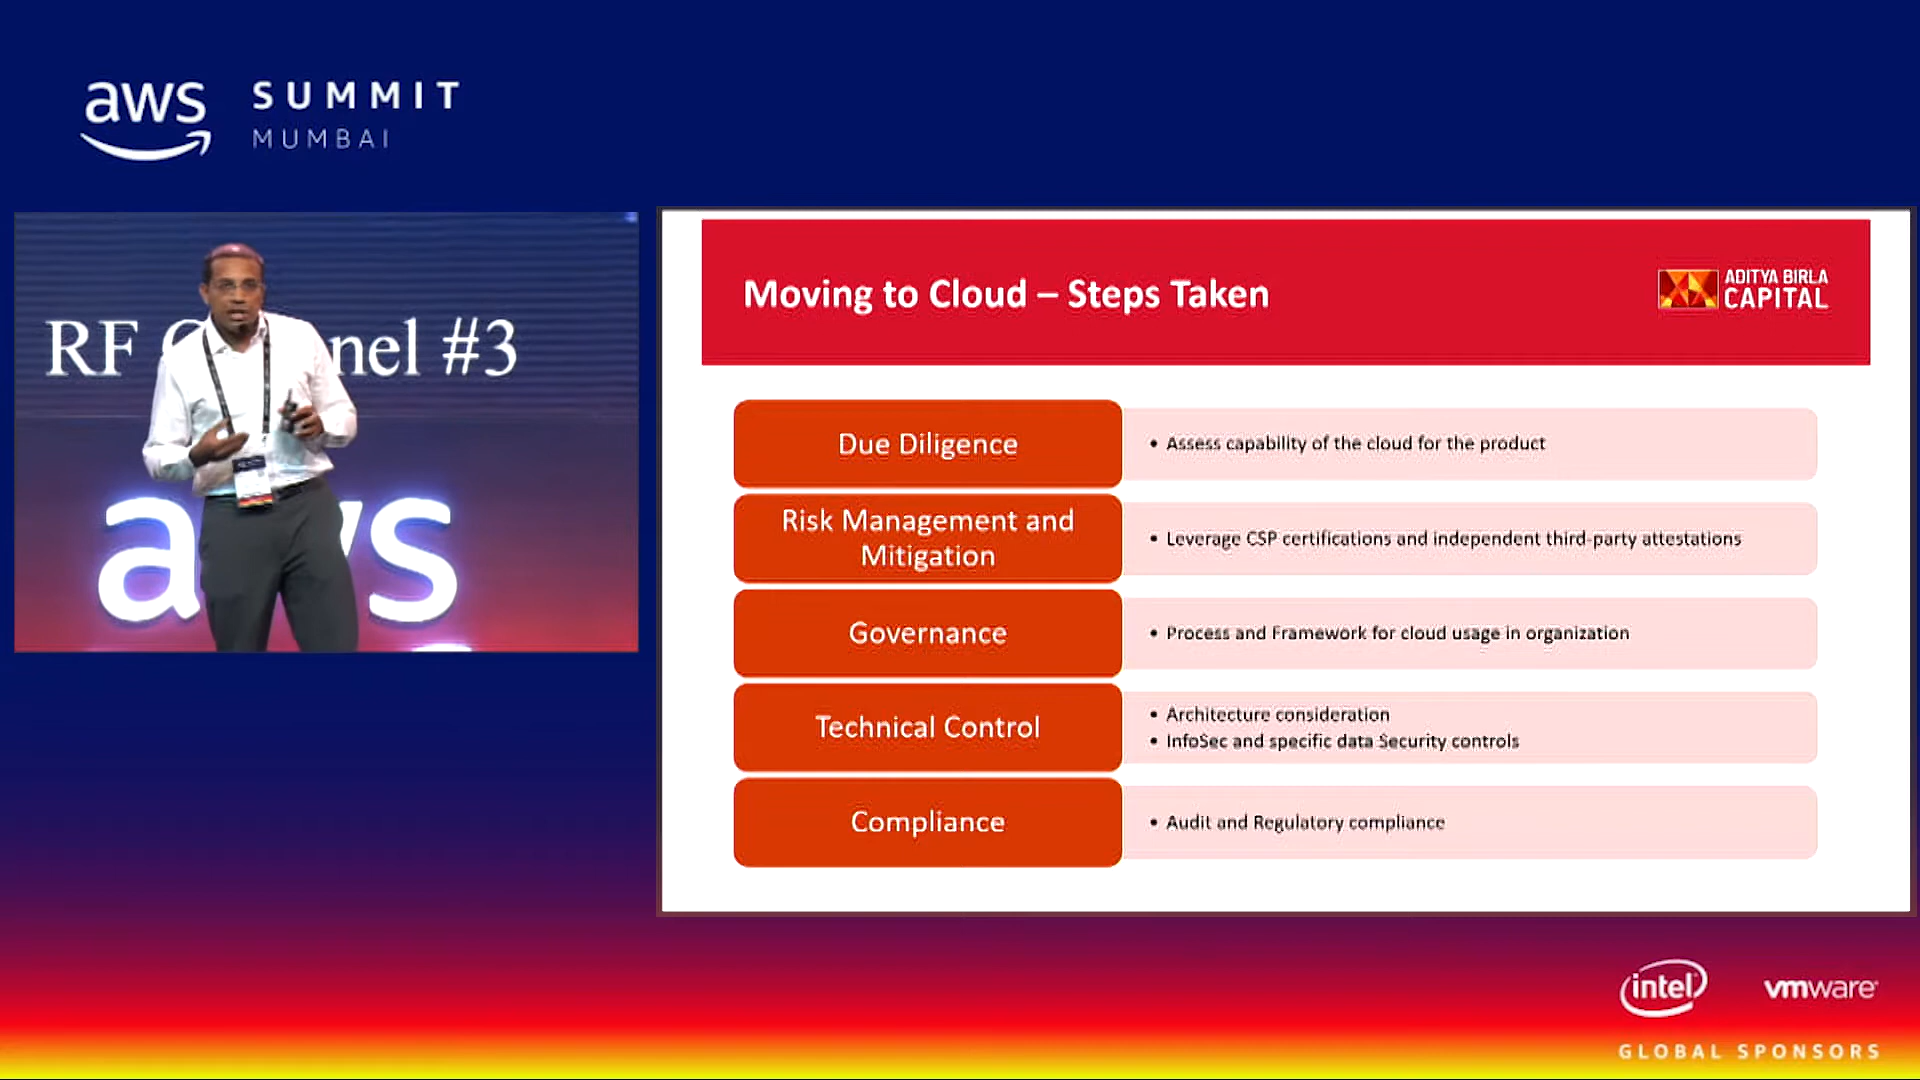 aws
SUMMIT
MUMBAI
RF nel #3
aws
Moving to Cloud – Steps Taken
ADITYA BIRLA
CAPITAL
Due Diligence
• Assess capability of the cloud for the product
Risk Management and
Mitigation
• Leverage CSP certifications and independent third-party attestations
Governance
• Process and Framework for cloud usage in organization
Technical Control
• Architecture consideration
• InfoSec and specific data Security controls
Compliance
• Audit and Regulatory compliance
intel
vmware
GLOBAL SPONSORS